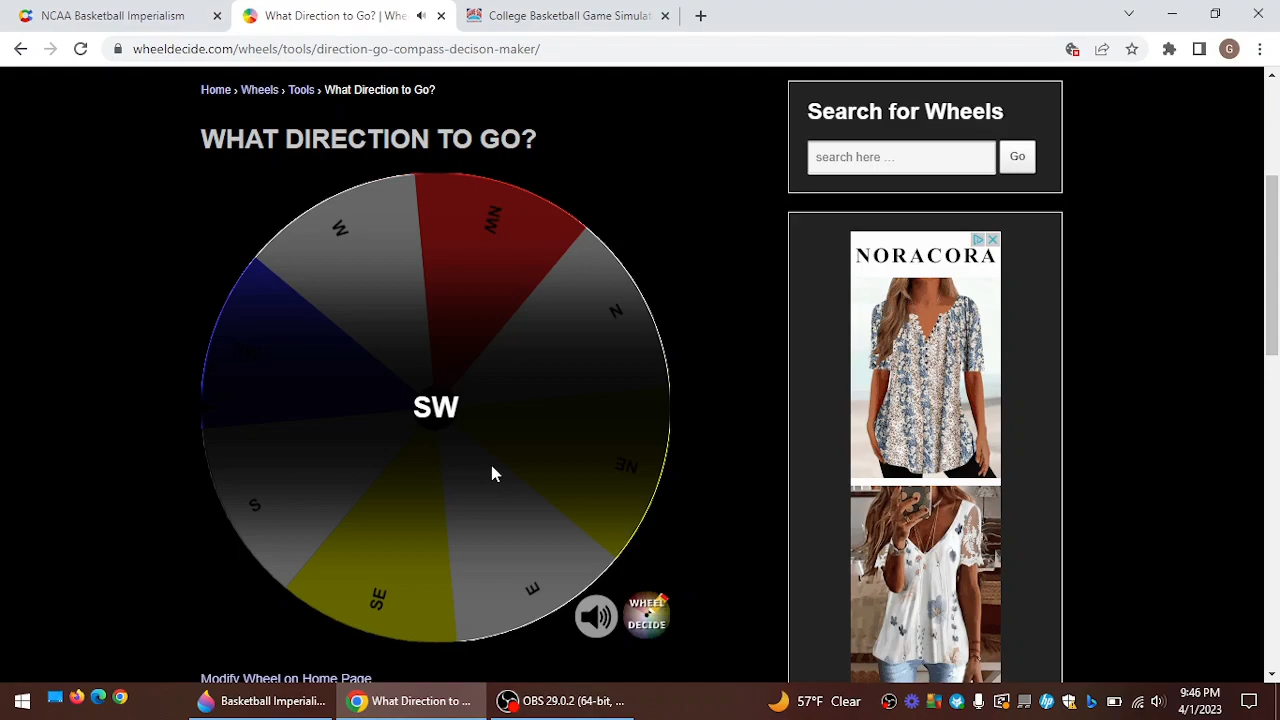 NCAA Basketball Imperialism
What Direction to Go? | Whe
College Basketball Game Simulat
wheeldecide.com/wheels/tools/direction-go-compass-decison-maker/
G
Home › Wheels › Tools › What Direction to Go?
WHAT DIRECTION TO GO?
W
NW
N
NE
E
SE
S
SW
WHEEL
DECIDE
Modify Wheel on Home Page
Search for Wheels
search here ...
Go
NORACORA
Basketball Imperiali...
What Direction to ...
OBS 29.0.2 (64-bit, ...
57°F Clear
9:46 PM
4/1/2023